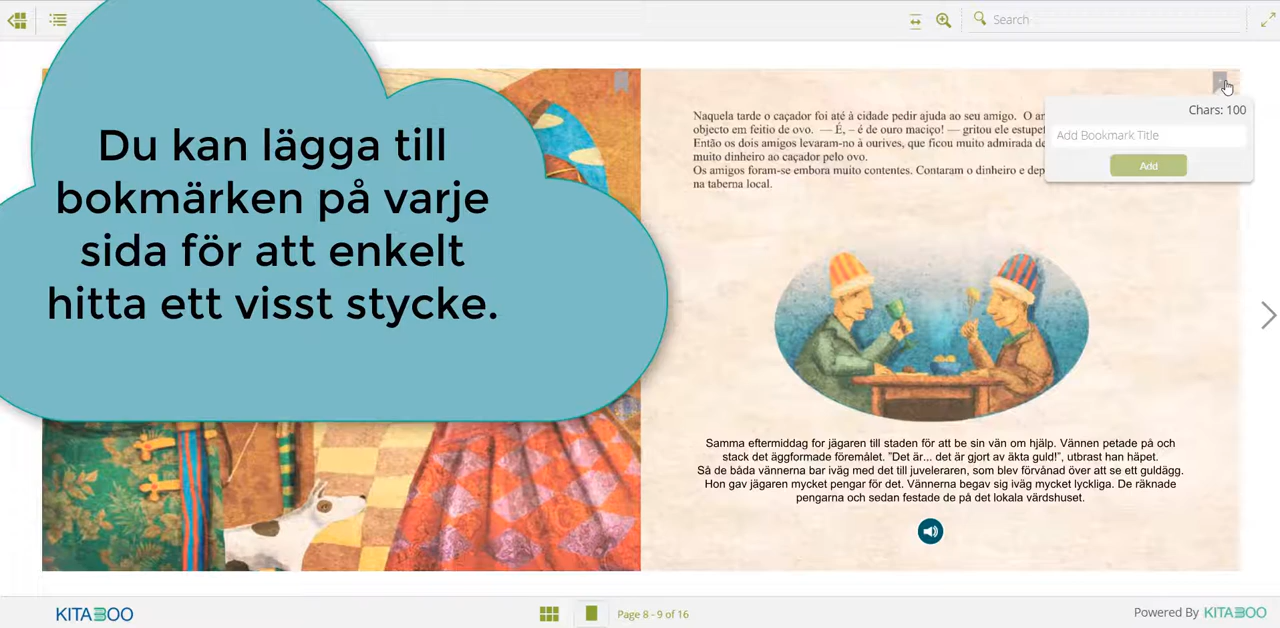 Search
Du kan lägga till
bokmärken på varje
sida för att enkelt
hitta ett visst stycke.
Chars: 100
Add Bookmark Title
Add
Naquela tarde o caçador foi até à cidade pedir ajuda ao seu amigo. O
objecto em feitio de ovo. — É, – é de ouro maciço! — gritou ele
Então os dois amigos levaram-no à ourives, que ficou muito admirada
muito dinheiro ao caçador pelo ovo.
Os amigos foram-se embora muito contentes. Contaram o dinheiro e
na taberna local.
Samma eftermiddag for jägaren till staden för att be sin vän om hjälp. Vännen petade på och
stack det äggformade föremålet. ”Det är... det är gjort av äkta guld!”, utbrast han häpet.
Så de båda vännerna bar iväg med det till juveleraren, som blev förvånad över att se ett guldägg.
Hon gav jägaren mycket pengar för det. Vännerna begav sig iväg mycket lyckliga. De räknade
pengarna och sedan festade de på det lokala värdshuset.
KITABOO
Page 8 - 9 of 16
Powered By KITABOO